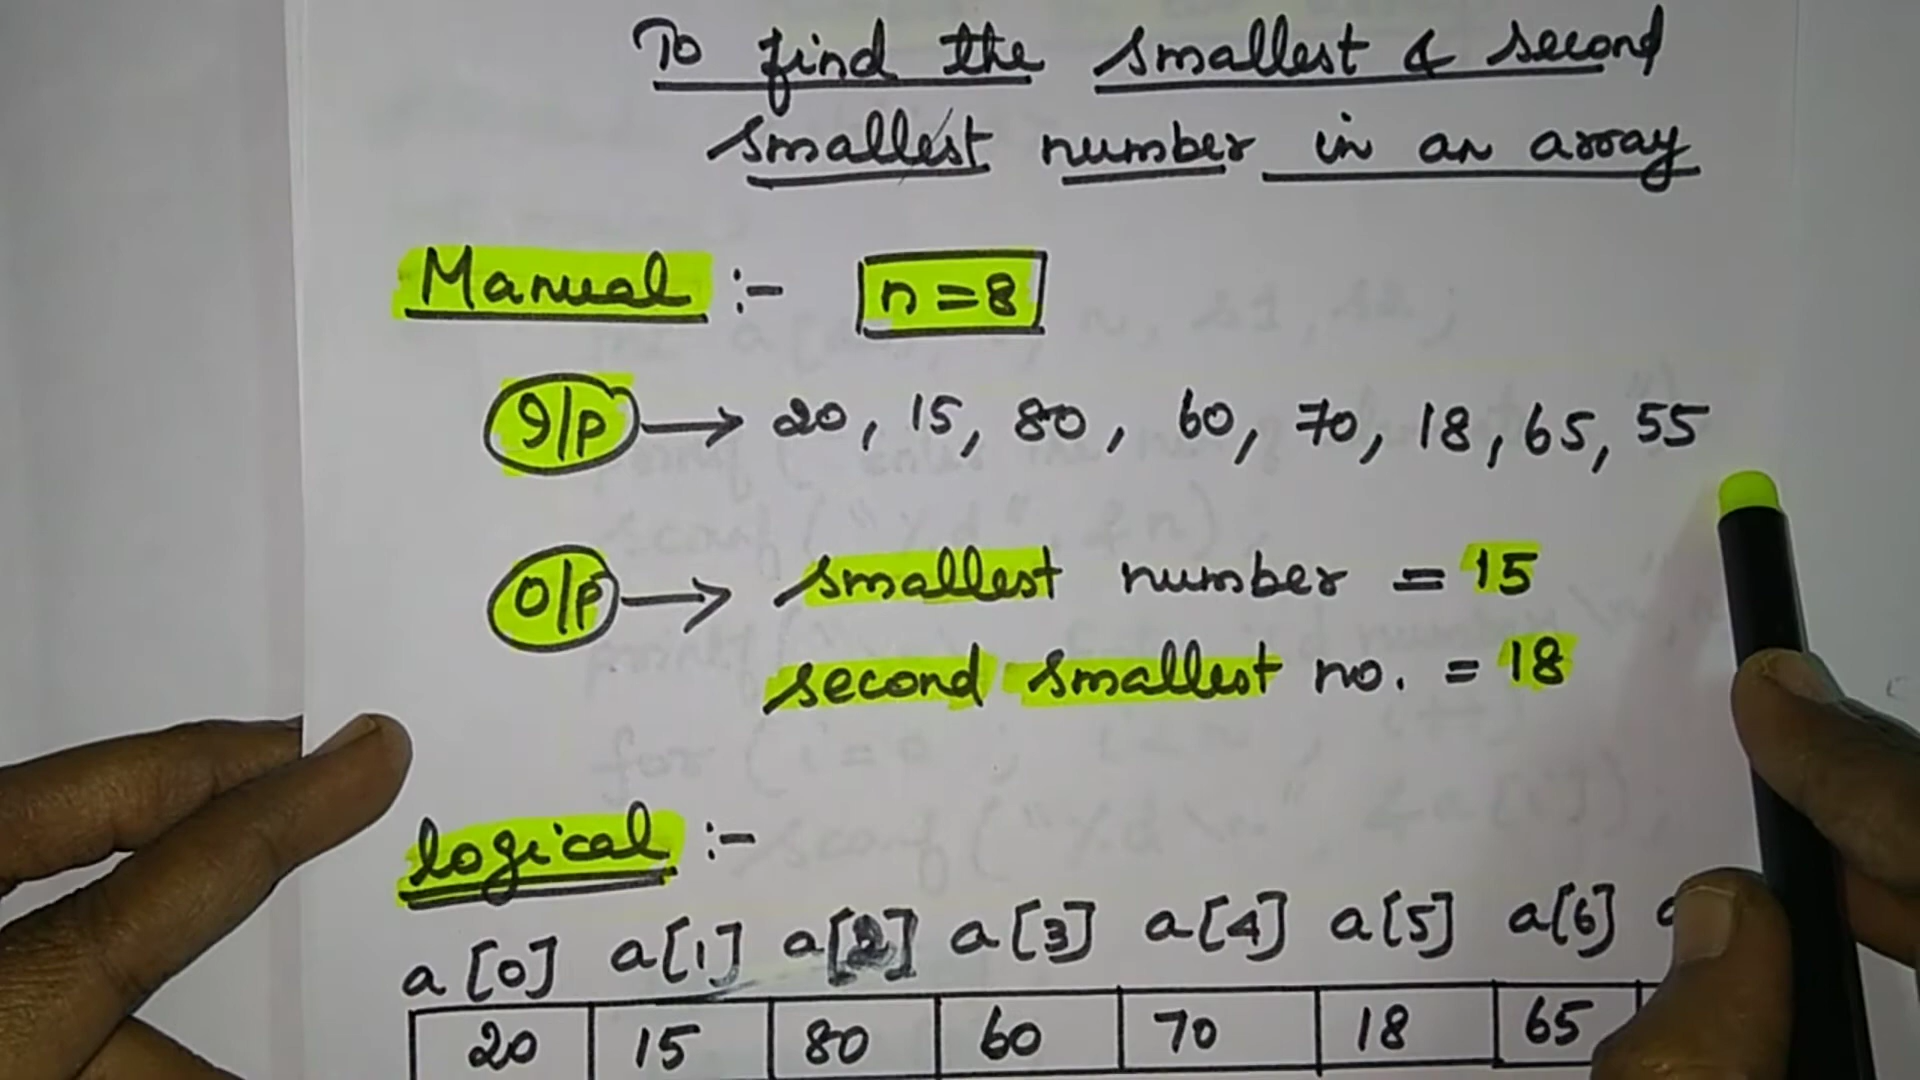 To find the smallest & second
smallest number in an array
Manual :- n=8
I/p → 20, 15, 80, 60, 70, 18, 65, 55
O/p → smallest number = 15
second smallest no. = 18
logical :-
a[0] a[1] a[2] a[3] a[4] a[5] a[6]
20 15 80 60 70 18 65